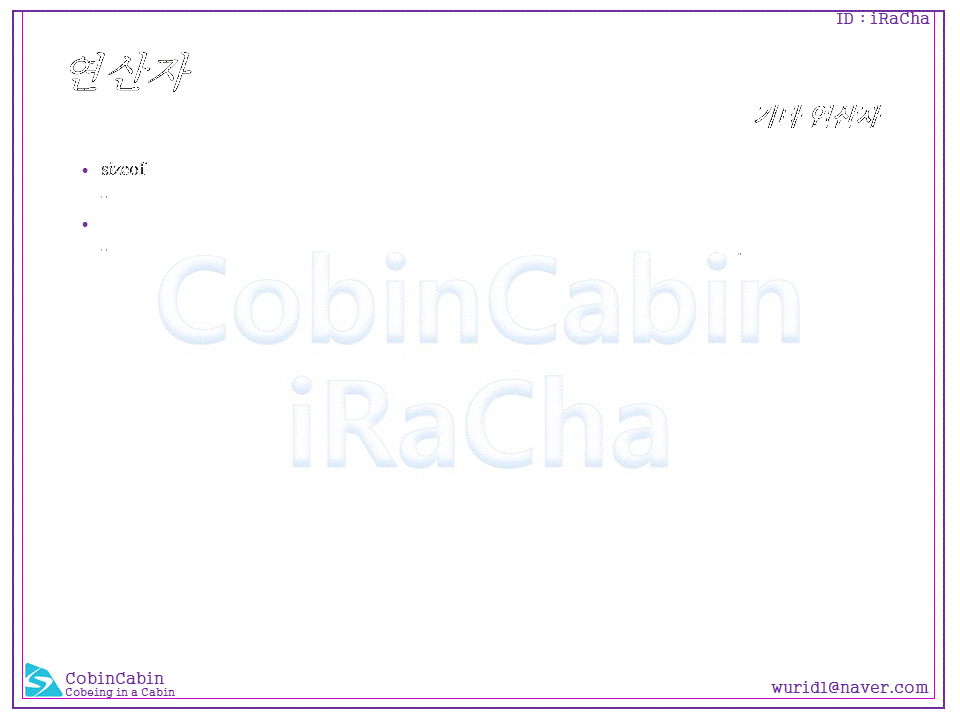 ID : iRaCha
연산자
기타 연산자
• sizeof
•
CobinCabin
iRaCha
CobinCabin
Cobeing in a Cabin
wurid1@naver.com